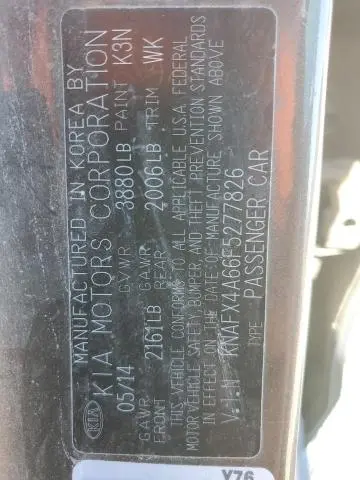 MANUFACTURED IN KOREA BY
KIA MOTORS CORPORATION
KIA
05/14 GVWR 3880LB PAINT K3N
GAWR FRONT 2161LB GAWR REAR 2006LB TRIM WK
THIS VEHICLE CONFORMS TO ALL APPLICABLE U.S.A. FEDERAL
MOTOR VEHICLE SAFETY, BUMPER, AND THEFT PREVENTION STANDARDS
IN EFFECT ON THE DATE OF MANUFACTURE SHOWN ABOVE
V.I.N KNAFX4A66F5277826
TYPE PASSENGER CAR
Y76